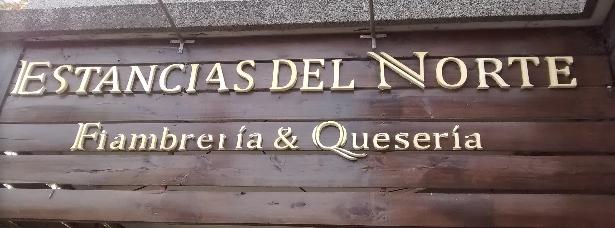 ESTANCIAS DEL NORTE
Fiambrería & Quesería